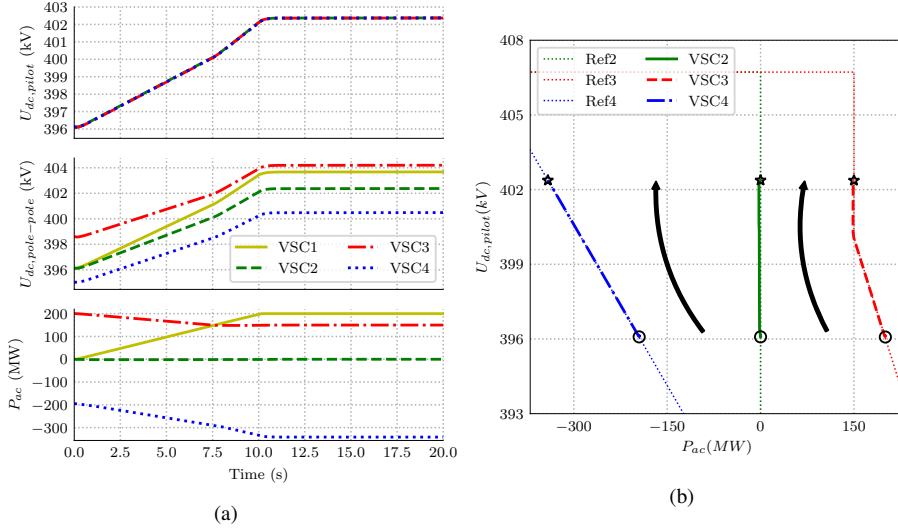 403
402
401
400
399
398
397
396
U_{dc,pilot} (kV)
404
402
400
398
396
U_{dc,pole−pole} (kV)
VSC1
VSC2
VSC3
VSC4
200
100
0
−100
−200
−300
P_{ac} (MW)
0.0 2.5 5.0 7.5 10.0 12.5 15.0 17.5 20.0
Time (s)
(a)
408
405
402
399
396
393
U_{dc,pilot}(kV)
Ref2
Ref3
Ref4
VSC2
VSC3
VSC4
−300 −150 0 150
P_{ac}(MW)
(b)